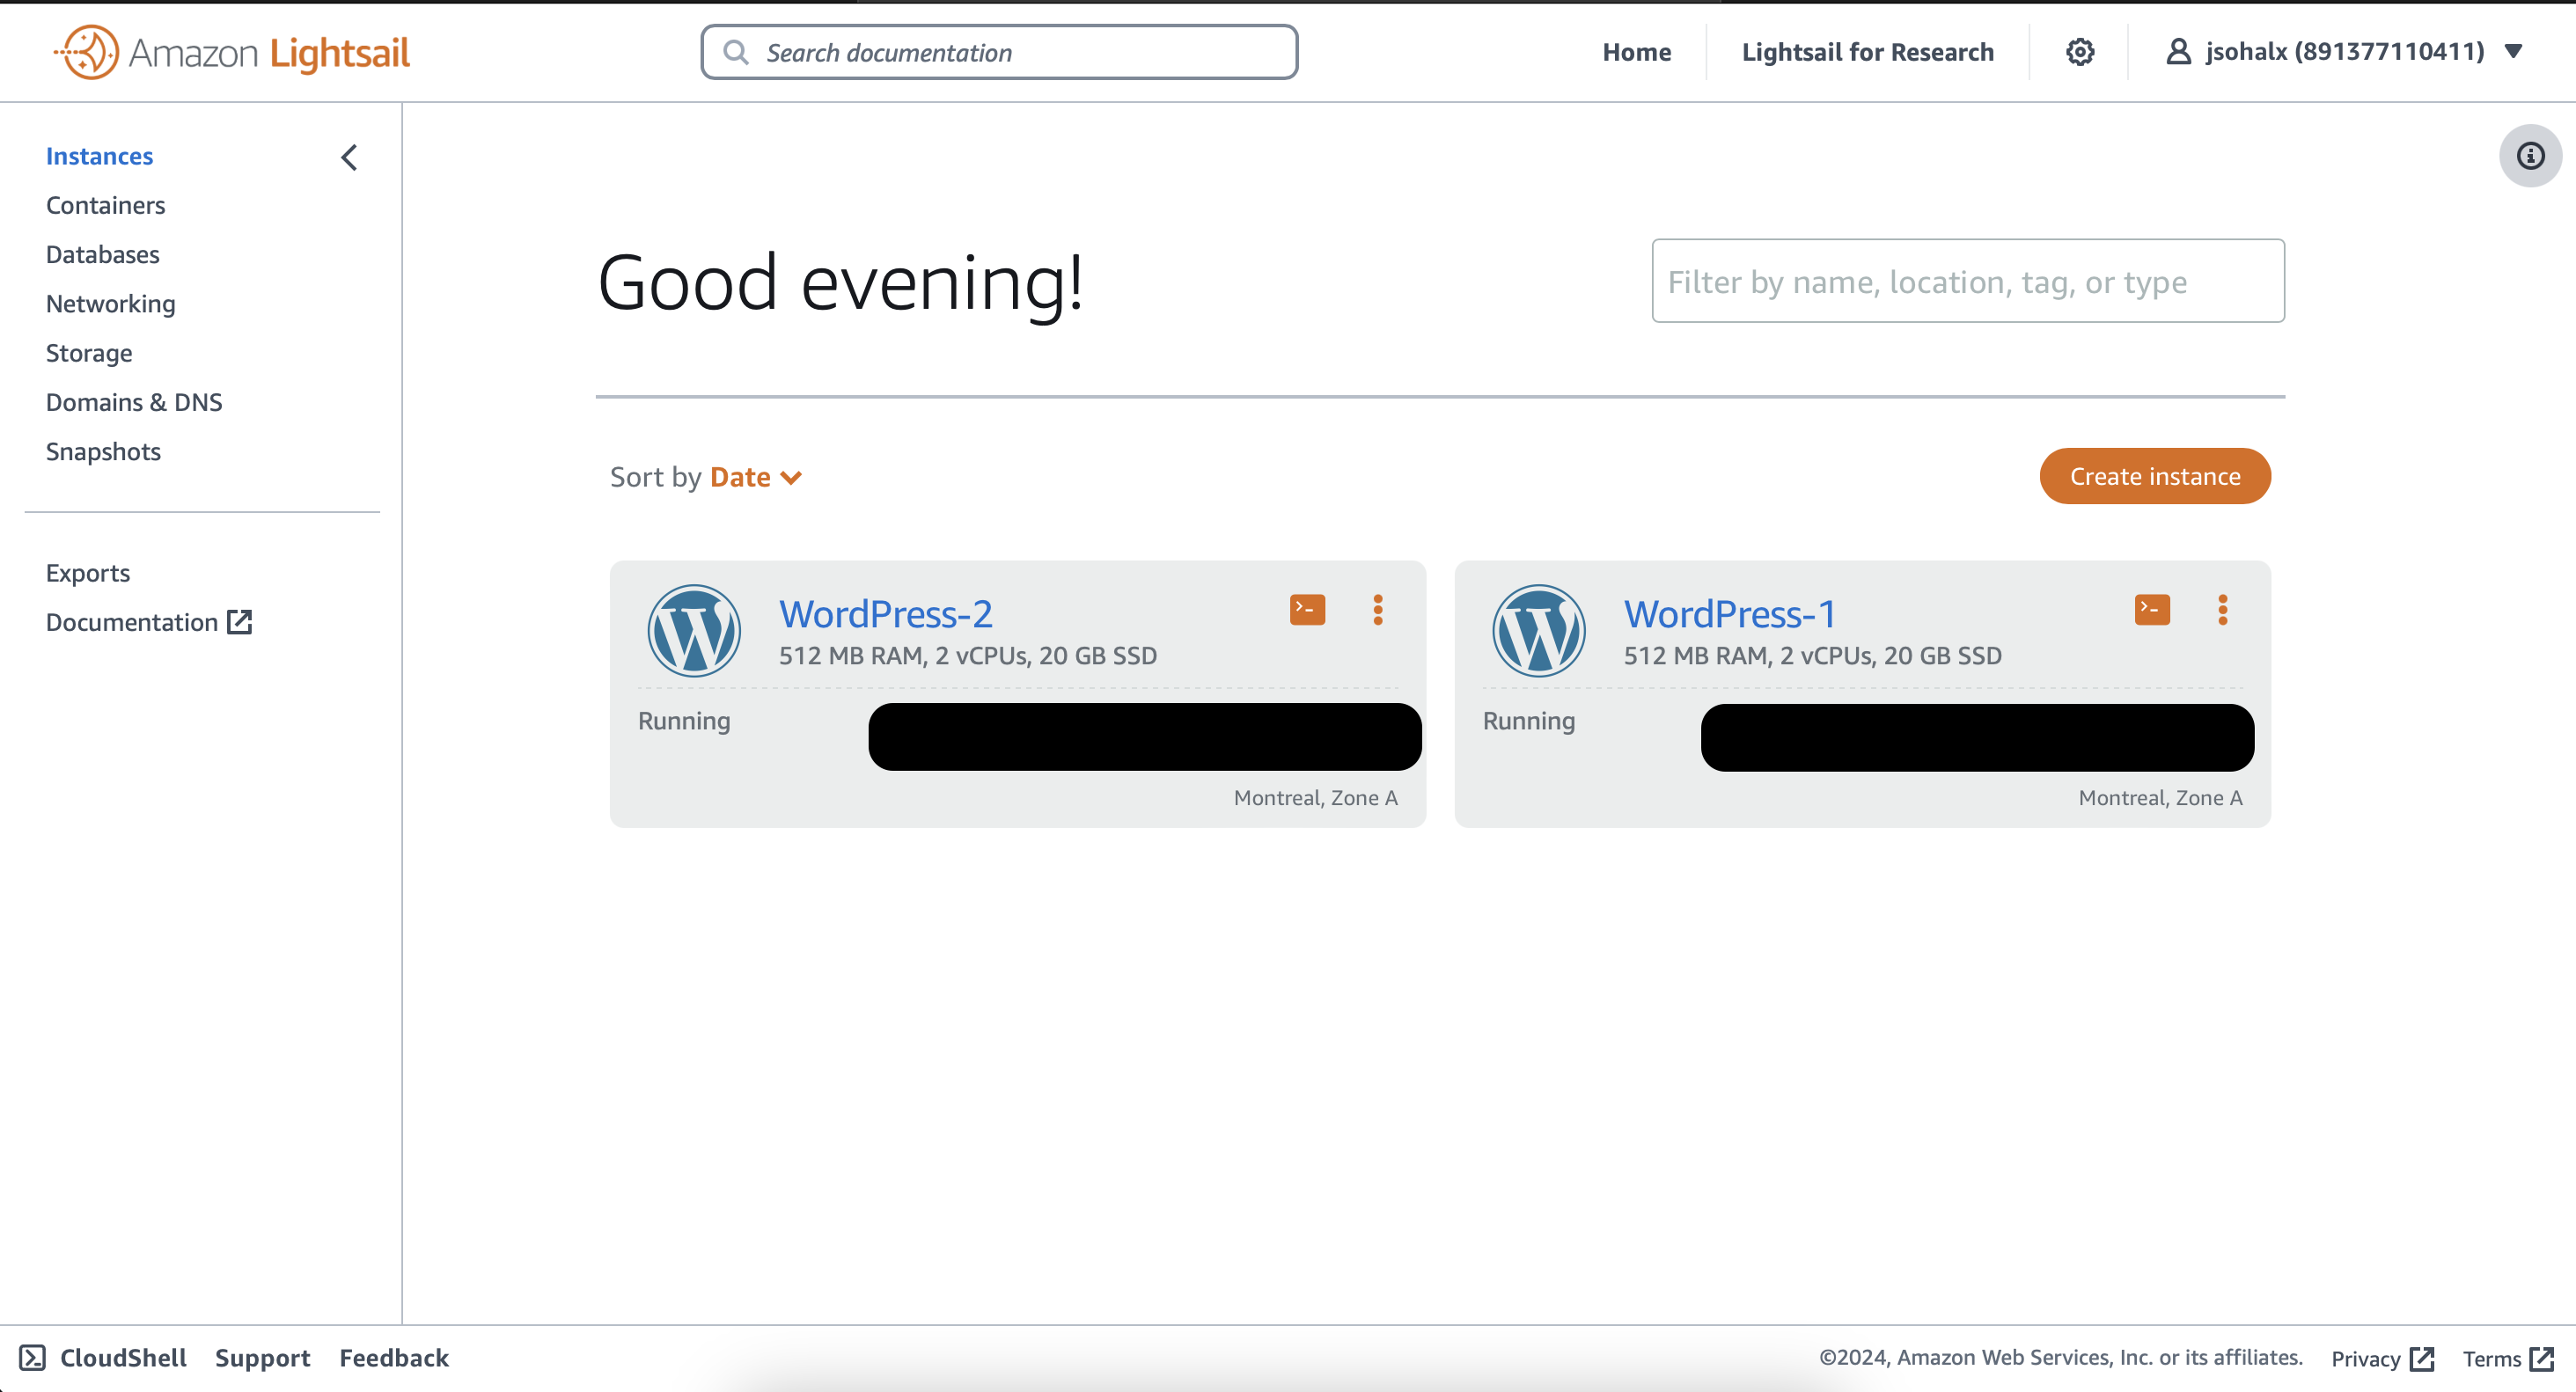 Amazon Lightsail
Search documentation
Home
Lightsail for Research
jsohalx (891377110411)
Instances
Containers
Databases
Networking
Storage
Domains & DNS
Snapshots
Exports
Documentation
Good evening!
Filter by name, location, tag, or type
Sort by Date
Create instance
WordPress-2
512 MB RAM, 2 vCPUs, 20 GB SSD
Running
Montreal, Zone A
WordPress-1
512 MB RAM, 2 vCPUs, 20 GB SSD
Running
Montreal, Zone A
CloudShell
Support
Feedback
©2024, Amazon Web Services, Inc. or its affiliates.
Privacy
Terms